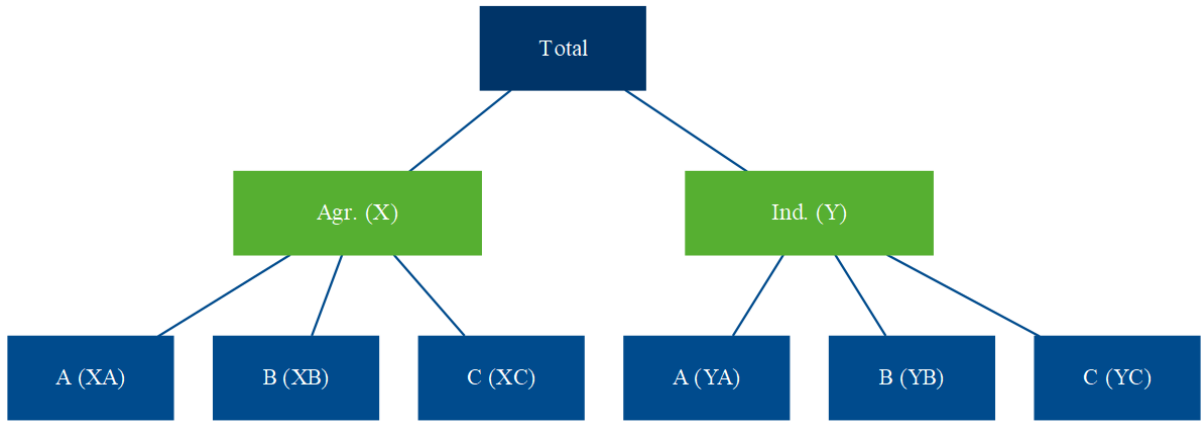 Total
Agr. (X)
Ind. (Y)
A (XA)
B (XB)
C (XC)
A (YA)
B (YB)
C (YC)